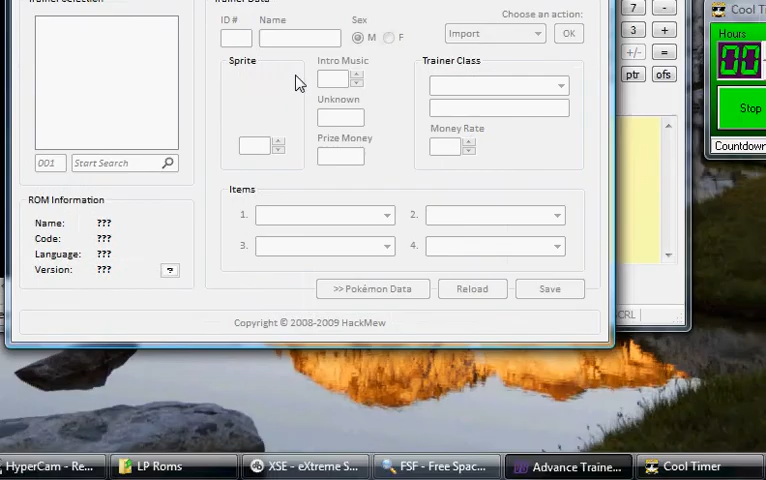 Trainer Selection
Trainer Data
ID #
Name
Sex
M
F
Choose an action:
Import
OK
Sprite
Intro Music
Unknown
Prize Money
Trainer Class
Money Rate
001
Start Search
ROM Information
Name: ???
Code: ???
Language: ???
Version: ???
?
Items
1.
2.
3.
4.
>> Pokémon Data
Reload
Save
Copyright © 2008-2009 HackMew
7
-
3
+
+/-
=
ptr
ofs
Cool Timer
Hours
00
Stop
Countdown
HyperCam - Re...
LP Roms
XSE - eXtreme S...
FSF - Free Spac...
Advance Traine...
Cool Timer